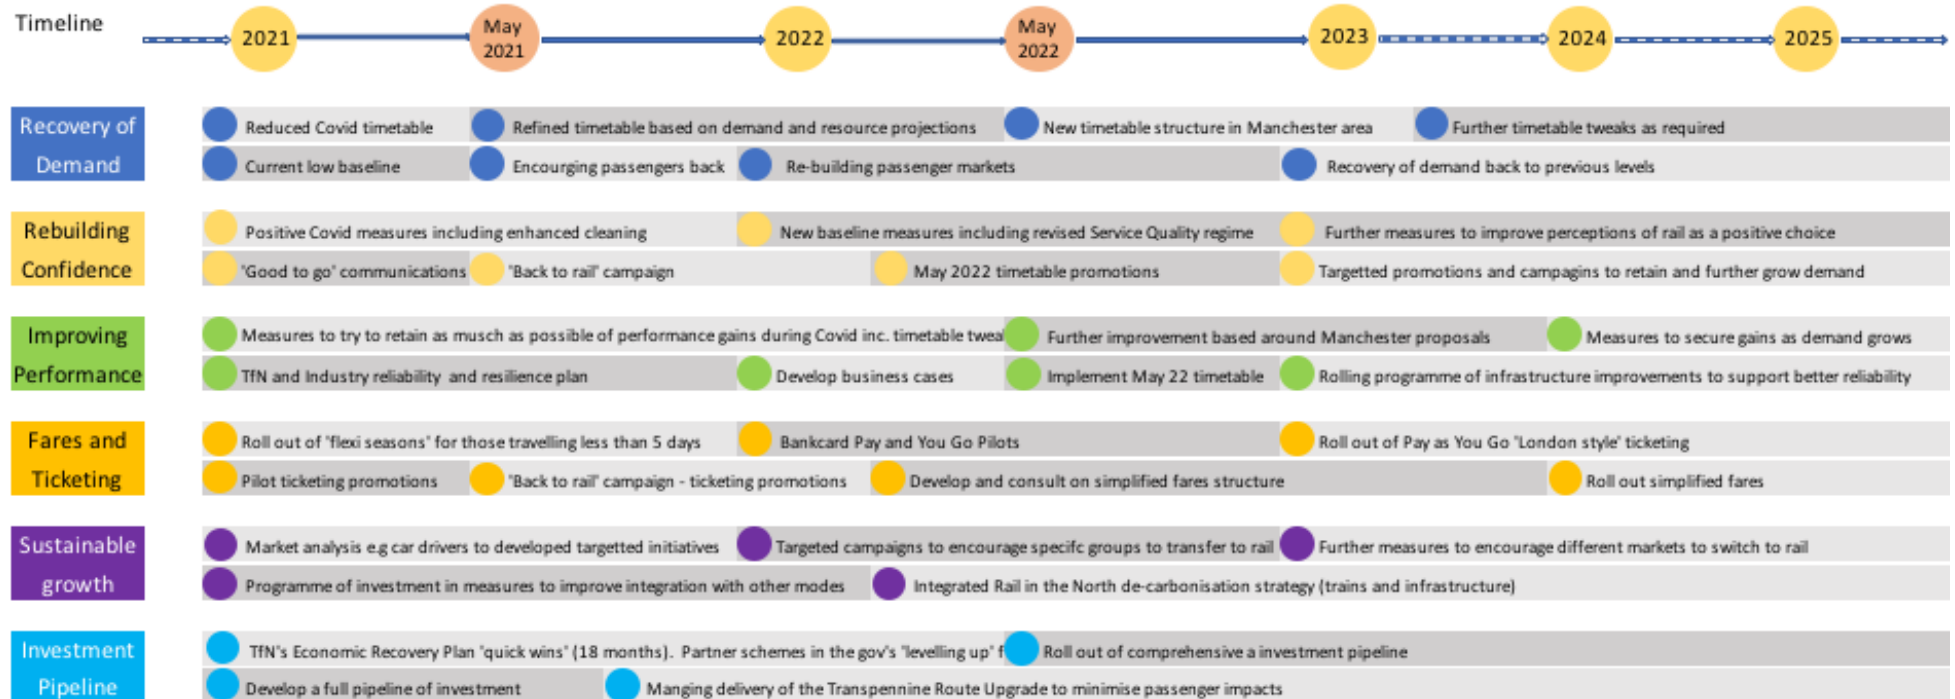 Timeline
2021
May
2021
2022
May
2022
2023
2024
2025
Recovery of
Demand
Reduced Covid timetable
Refined timetable based on demand and resource projections
New timetable structure in Manchester area
Further timetable tweaks as required
Current low baseline
Encourging passengers back
Re-building passenger markets
Recovery of demand back to previous levels
Rebuilding
Confidence
Positive Covid measures including enhanced cleaning
New baseline measures including revised Service Quality regime
Further measures to improve perceptions of rail as a positive choice
'Good to go' communications
'Back to rail' campaign
May 2022 timetable promotions
Targetted promotions and campagins to retain and further grow demand
Improving
Performance
Measures to try to retain as musch as possible of performance gains during Covid inc. timetable tweak
Further improvement based around Manchester proposals
Measures to secure gains as demand grows
TfN and Industry reliability and resilience plan
Develop business cases
Implement May 22 timetable
Rolling programme of infrastructure improvements to support better reliability
Fares and
Ticketing
Roll out of 'flexi seasons' for those travelling less than 5 days
Bankcard Pay and You Go Pilots
Roll out of Pay as You Go 'London style' ticketing
Pilot ticketing promotions
'Back to rail' campaign - ticketing promotions
Develop and consult on simplified fares structure
Roll out simplified fares
Sustainable
growth
Market analysis e.g car drivers to developed targetted initiatives
Targeted campaigns to encourage specifc groups to transfer to rail
Further measures to encourage different markets to switch to rail
Programme of investment in measures to improve integration with other modes
Integrated Rail in the North de-carbonisation strategy (trains and infrastructure)
Investment
Pipeline
TfN's Economic Recovery Plan 'quick wins' (18 months). Partner schemes in the gov's 'levelling up' f
Roll out of comprehensive a investment pipeline
Develop a full pipeline of investment
Manging delivery of the Transpennine Route Upgrade to minimise passenger impacts